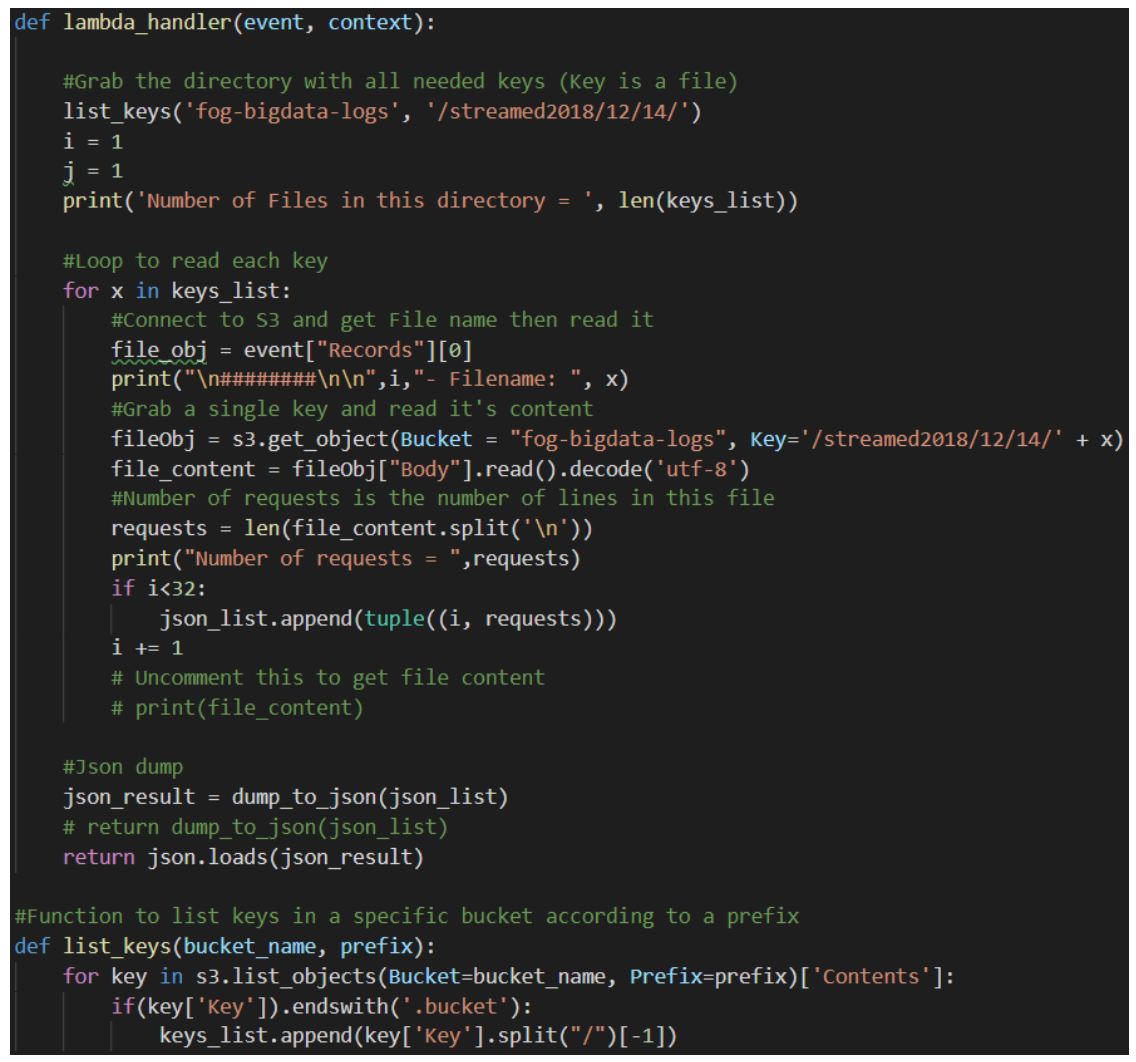 def lambda_handler(event, context):
#Grab the directory with all needed keys (Key is a file)
list_keys('fog-bigdata-logs', '/streamed2018/12/14/')
i = 1
j = 1
print('Number of Files in this directory = ', len(keys_list))
#Loop to read each key
for x in keys_list:
#Connect to S3 and get File name then read it
file_obj = event["Records"][0]
print("\n########\n\n",i,"- Filename: ", x)
#Grab a single key and read it's content
fileObj = s3.get_object(Bucket = "fog-bigdata-logs", Key='/streamed2018/12/14/' + x)
file_content = fileObj["Body"].read().decode('utf-8')
#Number of requests is the number of lines in this file
requests = len(file_content.split('\n'))
print("Number of requests = ",requests)
if i<32:
json_list.append(tuple((i, requests)))
i += 1
# Uncomment this to get file content
# print(file_content)
#Json dump
json_result = dump_to_json(json_list)
# return dump_to_json(json_list)
return json.loads(json_result)
#Function to list keys in a specific bucket according to a prefix
def list_keys(bucket_name, prefix):
for key in s3.list_objects(Bucket=bucket_name, Prefix=prefix)['Contents']:
if(key['Key']).endswith('.bucket'):
keys_list.append(key['Key'].split("/")[-1])